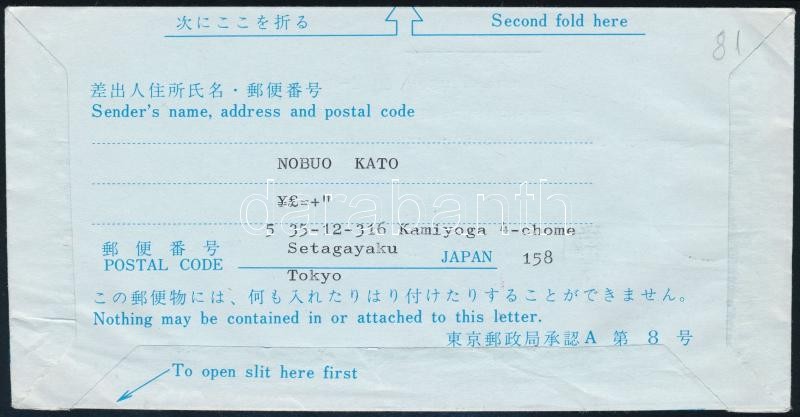 次にここを折る Second fold here
81
差出人住所氏名・郵便番号
Sender's name, address and postal code
NOBUO KATO
¥£=+"
5 35-12-316 Kamiyoga 4-chome
郵便番号 Setagayaku
POSTAL CODE JAPAN 158
Tokyo
この郵便物には、何も入れたりはり付けたりすることができません。
Nothing may be contained in or attached to this letter.
東京郵政局承認A 第 8 号
To open slit here first
darabanth